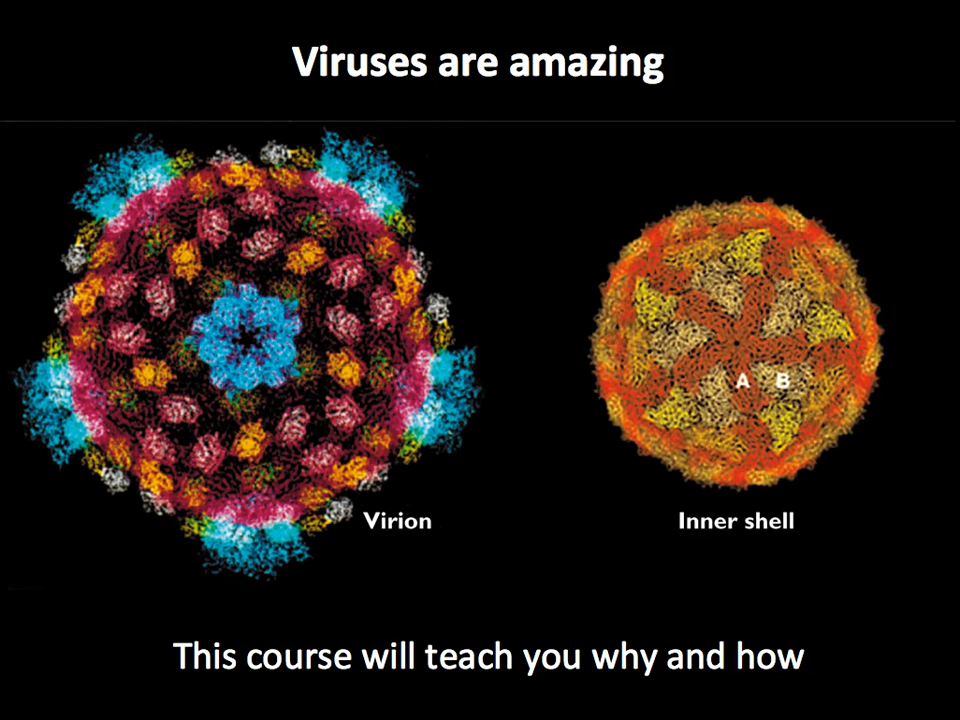 Viruses are amazing
A B
Virion
Inner shell
This course will teach you why and how